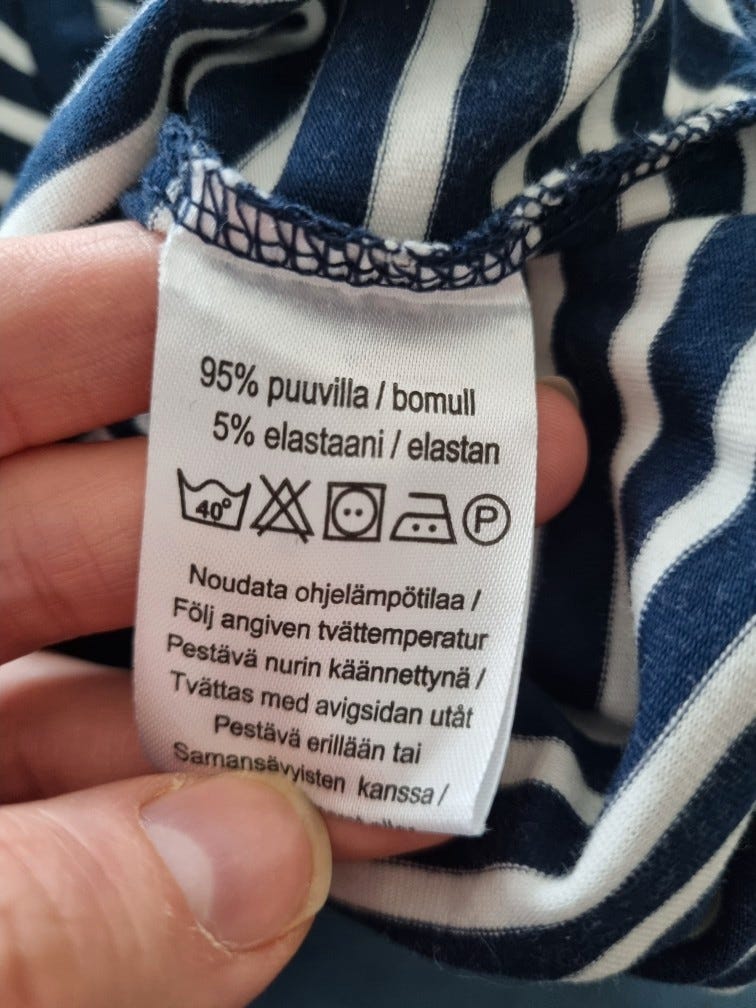 95% puuvilla / bomull
5% elastaani / elastan
40° P
Noudata ohjelämpötilaa /
Följ angiven tvättemperatur
Pestävä nurin käännettynä /
Tvättas med avigsidan utåt
Pestävä erillään tai
Samansävyisten kanssa /